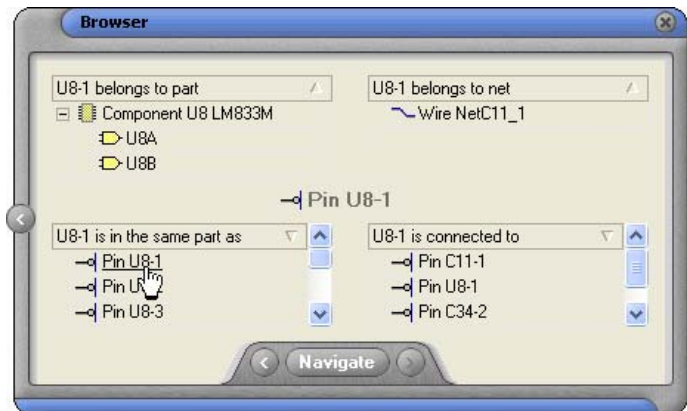 Browser
U8-1 belongs to part
Component U8 LM833M
U8A
U8B
U8-1 belongs to net
Wire NetC11_1
Pin U8-1
U8-1 is in the same part as
Pin U8-1
Pin U8-2
Pin U8-3
U8-1 is connected to
Pin C11-1
Pin U8-1
Pin C34-2
Navigate